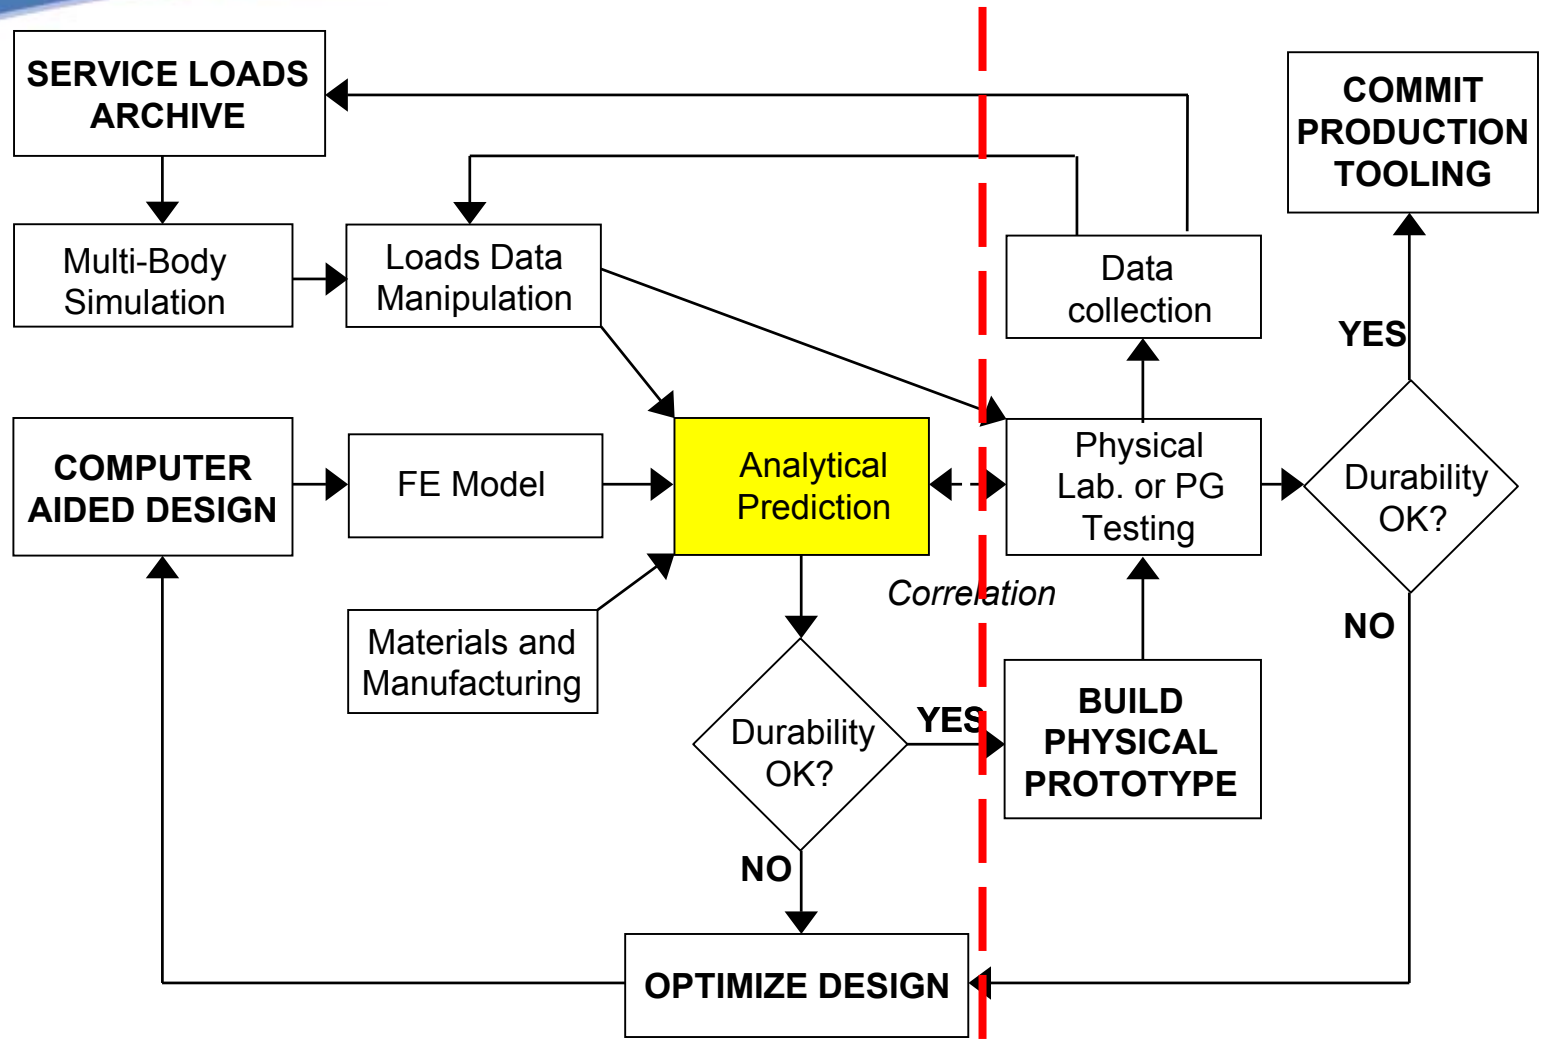 SERVICE LOADS
ARCHIVE
COMMIT
PRODUCTION
TOOLING
Multi-Body
Simulation
Loads Data
Manipulation
Data
collection
YES
COMPUTER
AIDED DESIGN
FE Model
Analytical
Prediction
Physical
Lab. or PG
Testing
Durability
OK?
Correlation
NO
Materials and
Manufacturing
Durability
OK?
YES
BUILD
PHYSICAL
PROTOTYPE
NO
OPTIMIZE DESIGN